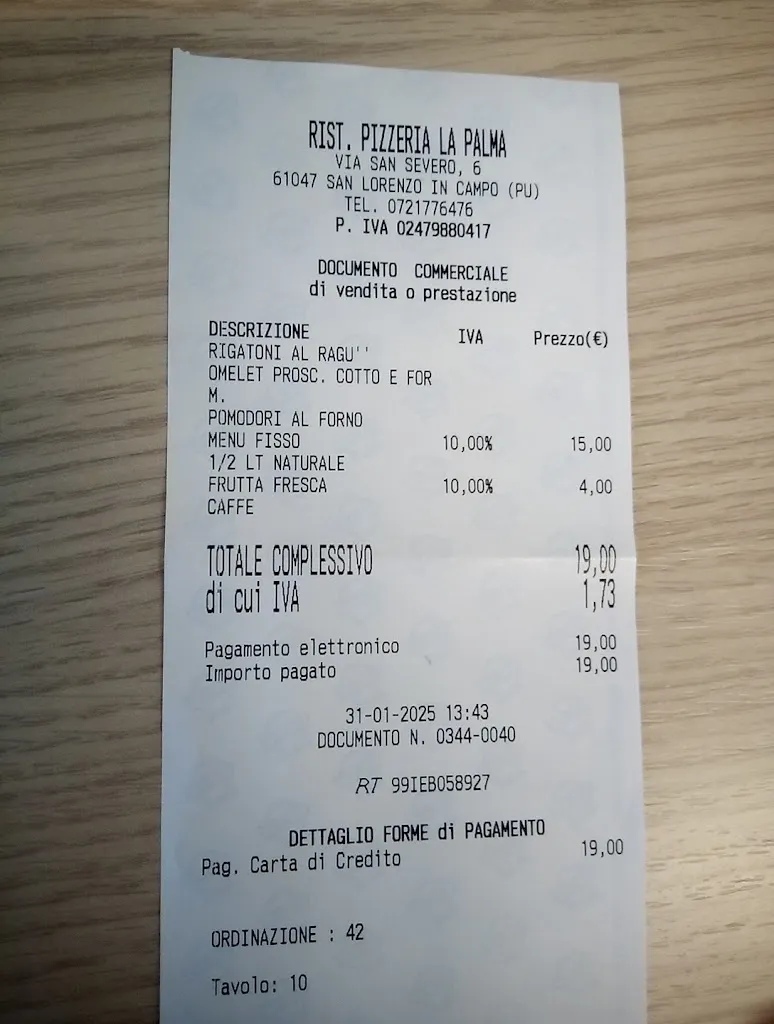 RIST. PIZZERIA LA PALMA
VIA SAN SEVERO, 6
61047 SAN LORENZO IN CAMPO (PU)
TEL. 0721776476
P. IVA 02479880417
DOCUMENTO COMMERCIALE
di vendita o prestazione
DESCRIZIONE IVA Prezzo(€)
RIGATONI AL RAGU''
OMELET PROSC. COTTO E FOR
M.
POMODORI AL FORNO
MENU FISSO 10,00% 15,00
1/2 LT NATURALE
FRUTTA FRESCA 10,00% 4,00
CAFFE
TOTALE COMPLESSIVO 19,00
di cui IVA 1,73
Pagamento elettronico 19,00
Importo pagato 19,00
31-01-2025 13:43
DOCUMENTO N. 0344-0040
RT 99IEB058927
DETTAGLIO FORME di PAGAMENTO
Pag. Carta di Credito 19,00
ORDINAZIONE : 42
Tavolo: 10